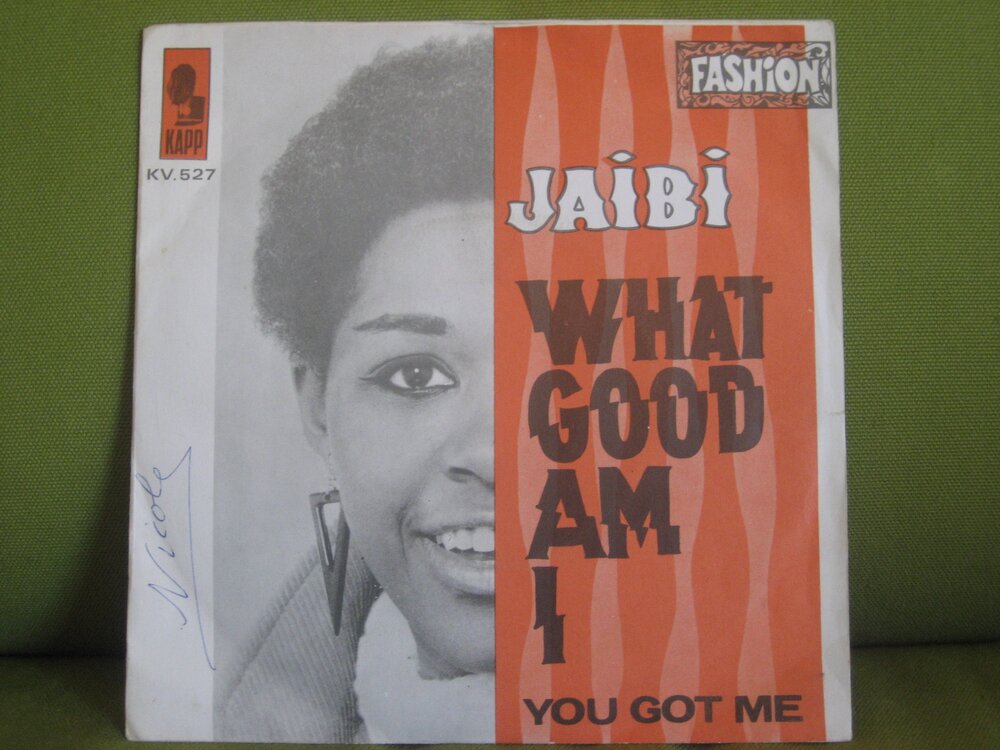 KAPP
KV.527
FASHION
JAIBI
WHAT
GOOD
AM
I
YOU GOT ME
Nicole